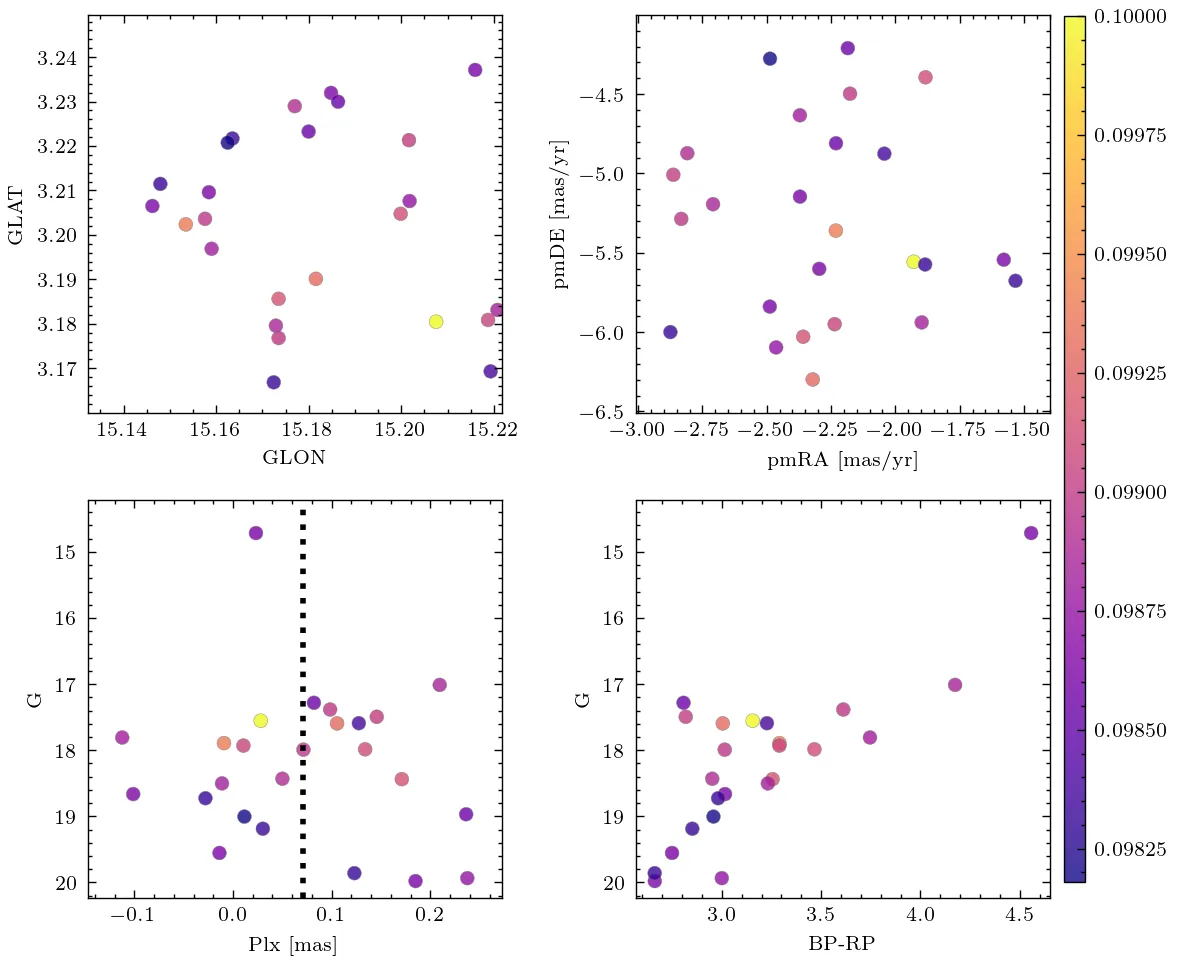 3.24
3.23
3.22
3.21
3.20
3.19
3.18
3.17
GLAT
15.14 15.16 15.18 15.20 15.22
GLON
−4.5
−5.0
−5.5
−6.0
−6.5
pmDE [mas/yr]
−3.00 −2.75 −2.50 −2.25 −2.00 −1.75 −1.50
pmRA [mas/yr]
15
16
17
18
19
20
G
−0.1 0.0 0.1 0.2
Plx [mas]
15
16
17
18
19
20
G
3.0 3.5 4.0 4.5
BP-RP
0.10000
0.09975
0.09950
0.09925
0.09900
0.09875
0.09850
0.09825